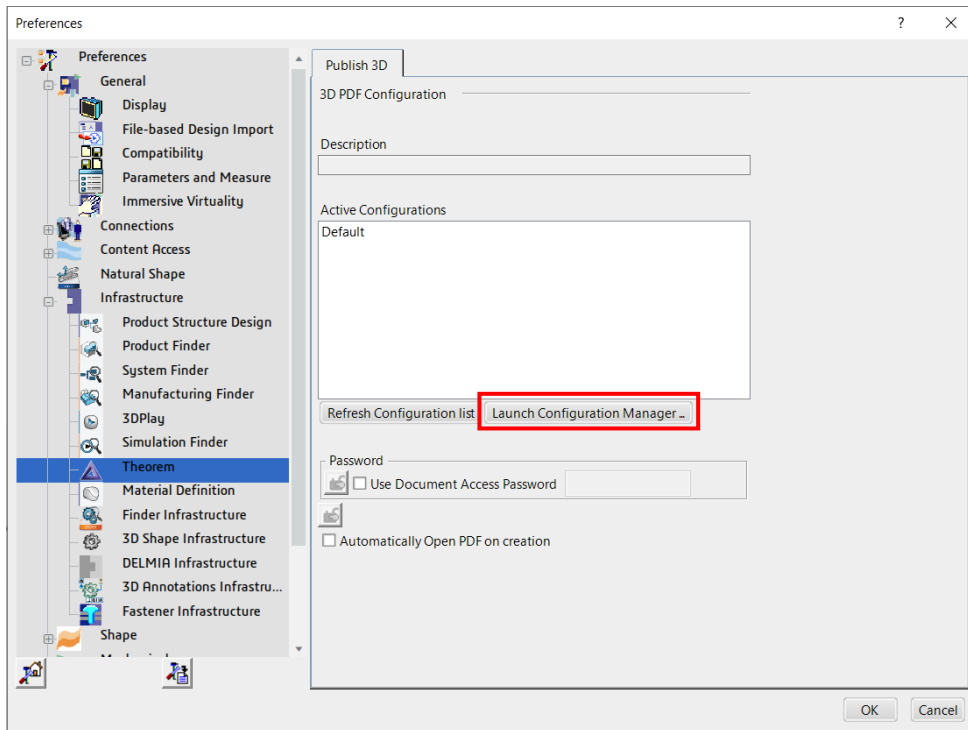 Preferences
?
Preferences
General
Display
File-based Design Import
Compatibility
Parameters and Measure
Immersive Virtuality
Connections
Content Access
Natural Shape
Infrastructure
Product Structure Design
Product Finder
System Finder
Manufacturing Finder
3DPlay
Simulation Finder
Theorem
Material Definition
Finder Infrastructure
3D Shape Infrastructure
DELMIA Infrastructure
3D Annotations Infrastru...
Fastener Infrastructure
Shape
Publish 3D
3D PDF Configuration
Description
Active Configurations
Default
Refresh Configuration list
Launch Configuration Manager ..
Password
Use Document Access Password
Automatically Open PDF on creation
OK
Cancel